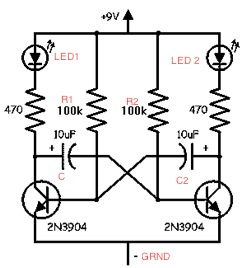 +9V
LED1
LED 2
470
R1
100k
R2
100k
470
+
10uF
10uF
+
C
C2
2N3904
2N3904
- GRND